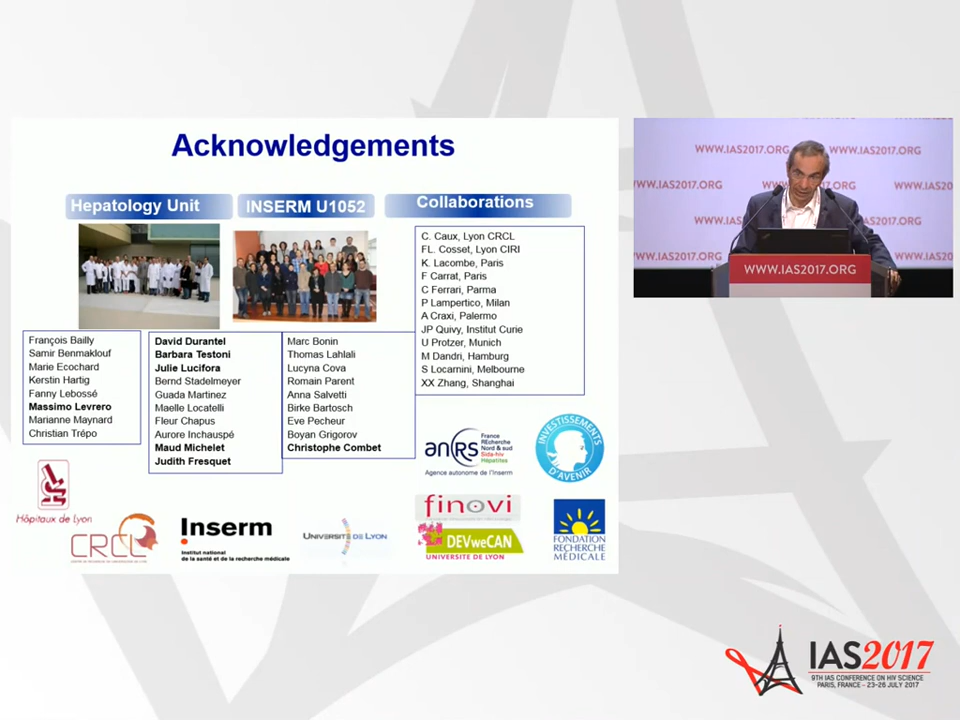 Acknowledgements
Hepatology Unit
INSERM U1052
Collaborations
François Bailly
Samir Benmaklouf
Marie Ecochard
Kerstin Hartig
Fanny Lebossé
Massimo Levrero
Marianne Maynard
Christian Trépo
David Durantel
Barbara Testoni
Julie Lucifora
Bernd Stadelmeyer
Guada Martinez
Maelle Locatelli
Fleur Chapus
Aurore Inchauspé
Maud Michelet
Judith Fresquet
Marc Bonin
Thomas Lahlali
Lucyna Cova
Romain Parent
Anna Salvetti
Birke Bartosch
Eve Pecheur
Boyan Grigorov
Christophe Combet
C. Caux, Lyon CRCL
FL. Cosset, Lyon CIRI
K. Lacombe, Paris
F Carrat, Paris
C Ferrari, Parma
P Lampertico, Milan
A Craxi, Palermo
JP Quivy, Institut Curie
U Protzer, Munich
M Dandri, Hamburg
S Locarnini, Melbourne
XX Zhang, Shanghai
Hôpitaux de Lyon
CRCL
Inserm
Institut national
de la santé et de la recherche médicale
UNIVERSITÉ DE LYON
anRS
France
REcherche
Nord & sud
Sida-hiv
Hépatites
Agence autonome de l'Inserm
INVESTISSEMENTS
D'AVENIR
finovi
DEVweCAN
UNIVERSITÉ DE LYON
FONDATION
RECHERCHE
MÉDICALE
WWW.IAS2017.ORG
WWW.IAS2017.ORG
WWW.IAS2017.ORG
IAS2017
9TH IAS CONFERENCE ON HIV SCIENCE
PARIS, FRANCE - 23-26 JULY 2017